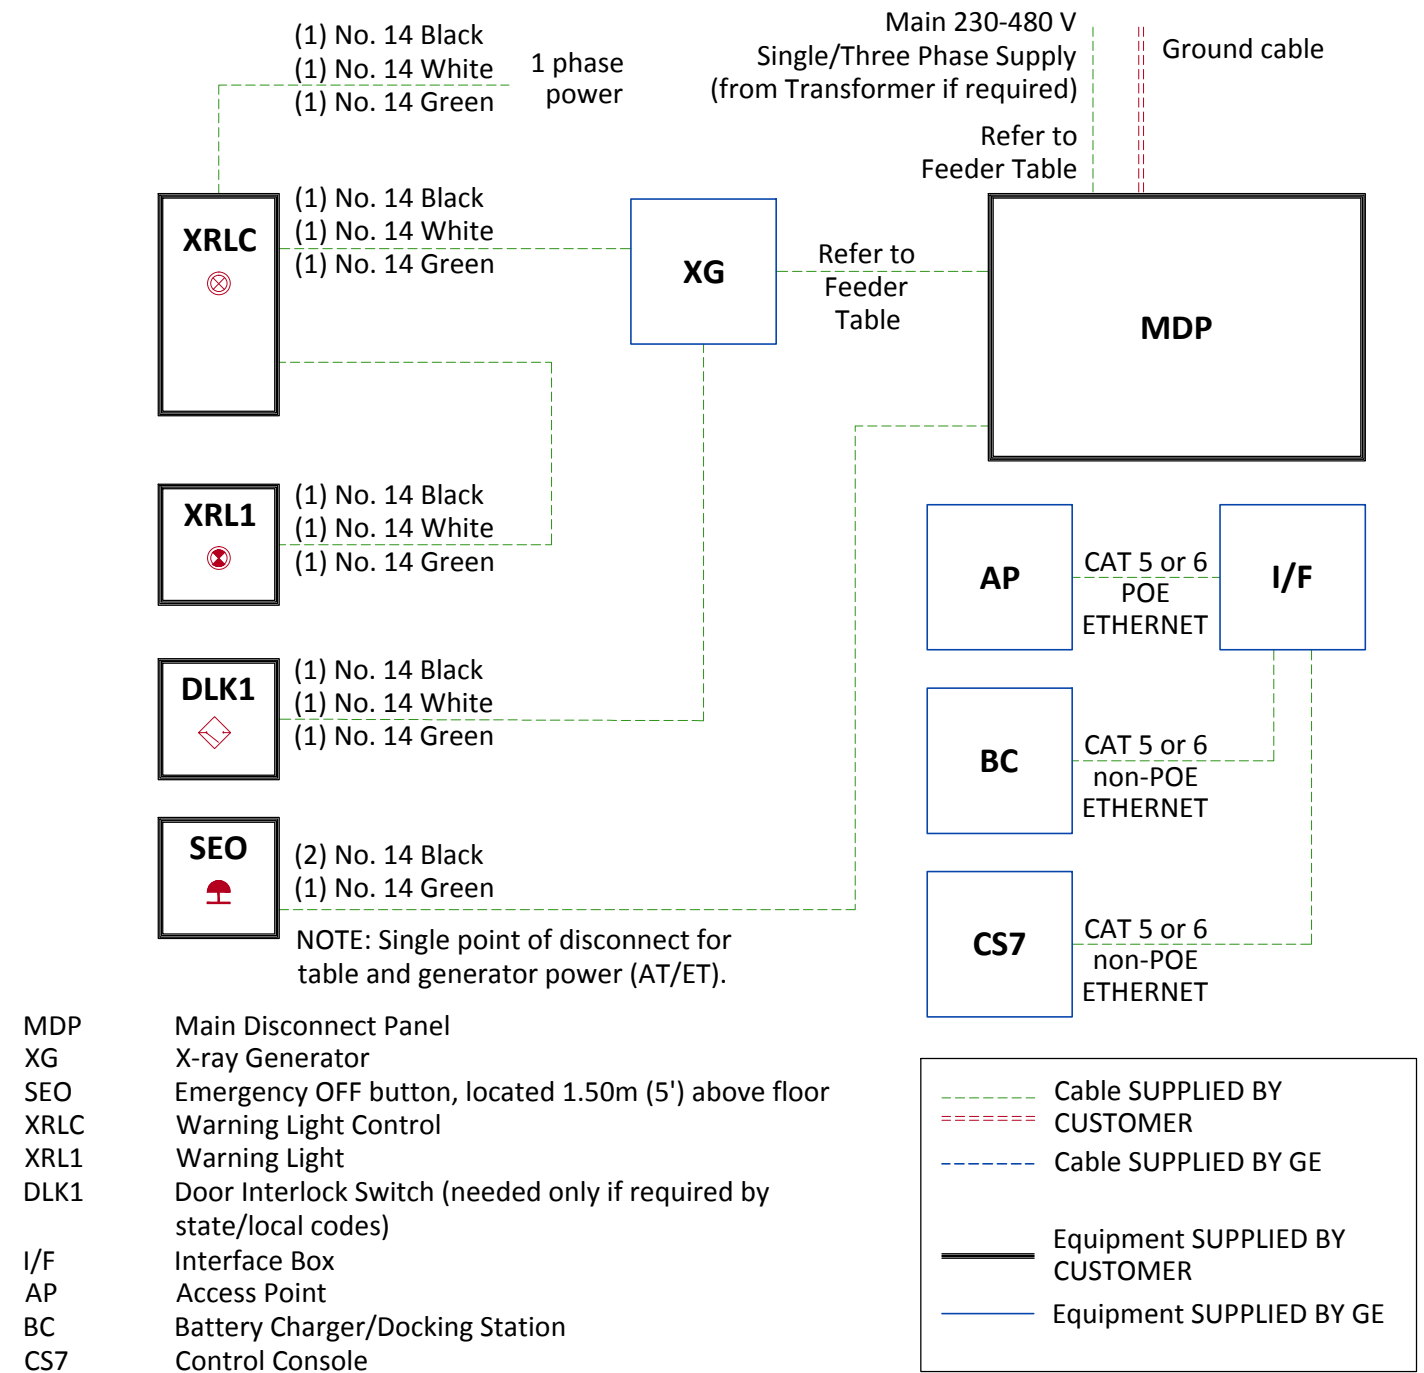 (1) No. 14 Black
(1) No. 14 White
(1) No. 14 Green
1 phase
power
Main 230-480 V
Single/Three Phase Supply
(from Transformer if required)
Ground cable
Refer to
Feeder Table
XRLC
(1) No. 14 Black
(1) No. 14 White
(1) No. 14 Green
XG
Refer to
Feeder
Table
MDP
XRL1
(1) No. 14 Black
(1) No. 14 White
(1) No. 14 Green
AP
CAT 5 or 6
POE
ETHERNET
I/F
DLK1
(1) No. 14 Black
(1) No. 14 White
(1) No. 14 Green
BC
CAT 5 or 6
non-POE
ETHERNET
SEO
(2) No. 14 Black
(1) No. 14 Green
NOTE: Single point of disconnect for
table and generator power (AT/ET).
CS7
CAT 5 or 6
non-POE
ETHERNET
MDP Main Disconnect Panel
XG X-ray Generator
SEO Emergency OFF button, located 1.50m (5') above floor
XRLC Warning Light Control
XRL1 Warning Light
DLK1 Door Interlock Switch (needed only if required by
state/local codes)
I/F Interface Box
AP Access Point
BC Battery Charger/Docking Station
CS7 Control Console
Cable SUPPLIED BY
CUSTOMER
Cable SUPPLIED BY GE
Equipment SUPPLIED BY
CUSTOMER
Equipment SUPPLIED BY GE